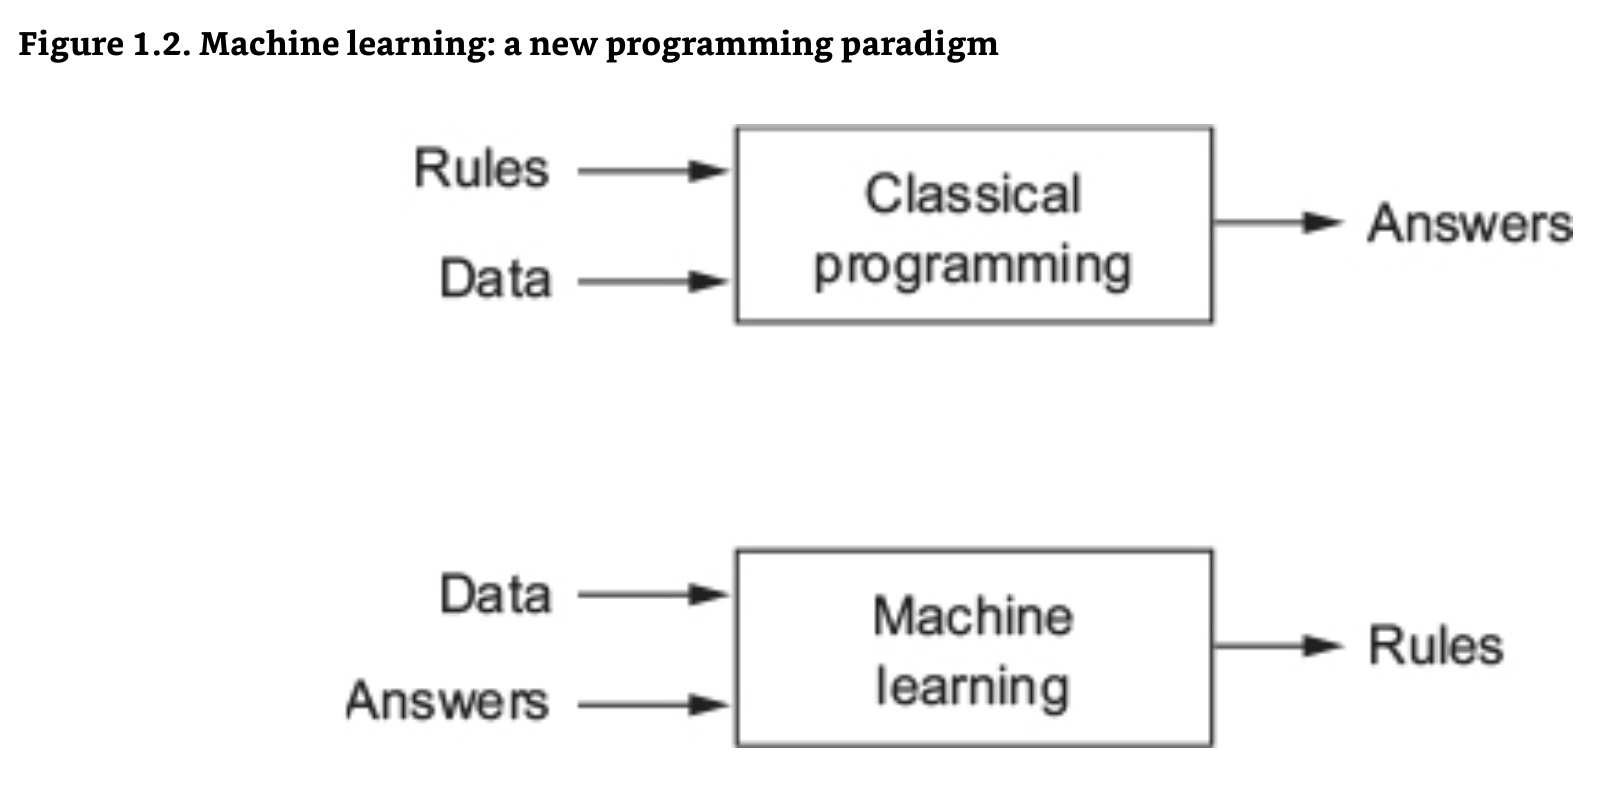 Figure 1.2. Machine learning: a new programming paradigm
Rules
Data
Classical
programming
Answers
Data
Answers
Machine
learning
Rules